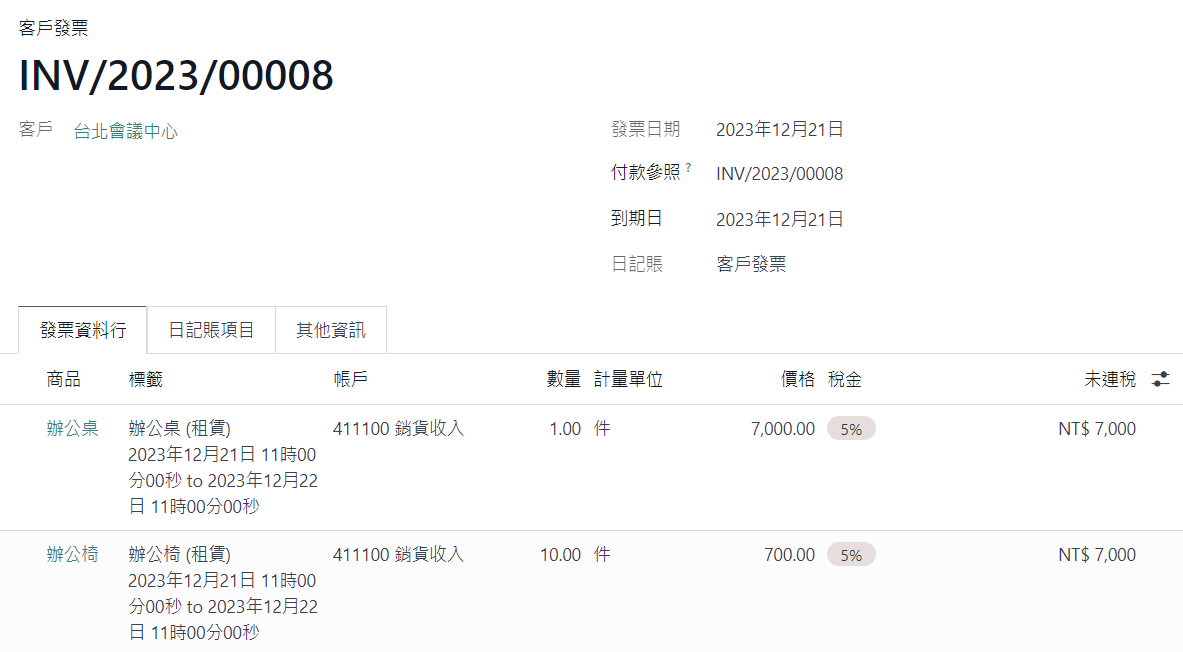 客戶發票
INV/2023/00008
客戶 台北會議中心
發票日期 2023年12月21日
付款參照 ? INV/2023/00008
到期日 2023年12月21日
日記賬 客戶發票
發票資料行 日記賬項目 其他資訊
商品 標籤 帳戶 數量 計量單位 價格 稅金 未連稅
辦公桌 辦公桌 (租賃) 411100 銷貨收入 1.00 件 7,000.00 5% NT$ 7,000
2023年12月21日 11時00
分00秒 to 2023年12月22
日 11時00分00秒
辦公椅 辦公椅 (租賃) 411100 銷貨收入 10.00 件 700.00 5% NT$ 7,000
2023年12月21日 11時00
分00秒 to 2023年12月22
日 11時00分00秒